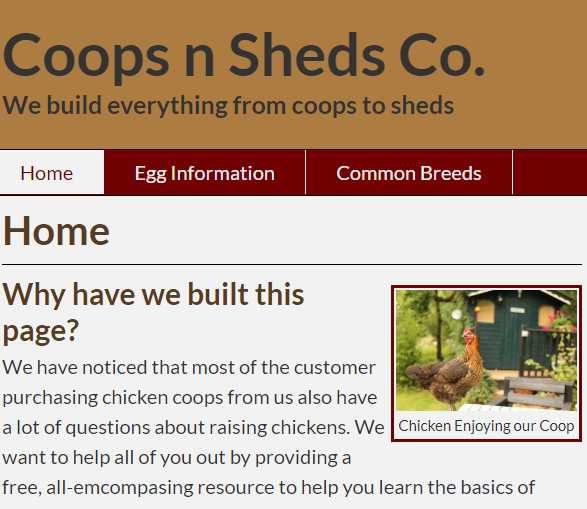 Coops n Sheds Co.
We build everything from coops to sheds
Home Egg Information Common Breeds
Home
Why have we built this
page?
We have noticed that most of the customer
purchasing chicken coops from us also have
a lot of questions about raising chickens. We
want to help all of you out by providing a
free, all-emcompasing resource to help you learn the basics of
Chicken Enjoying our Coop